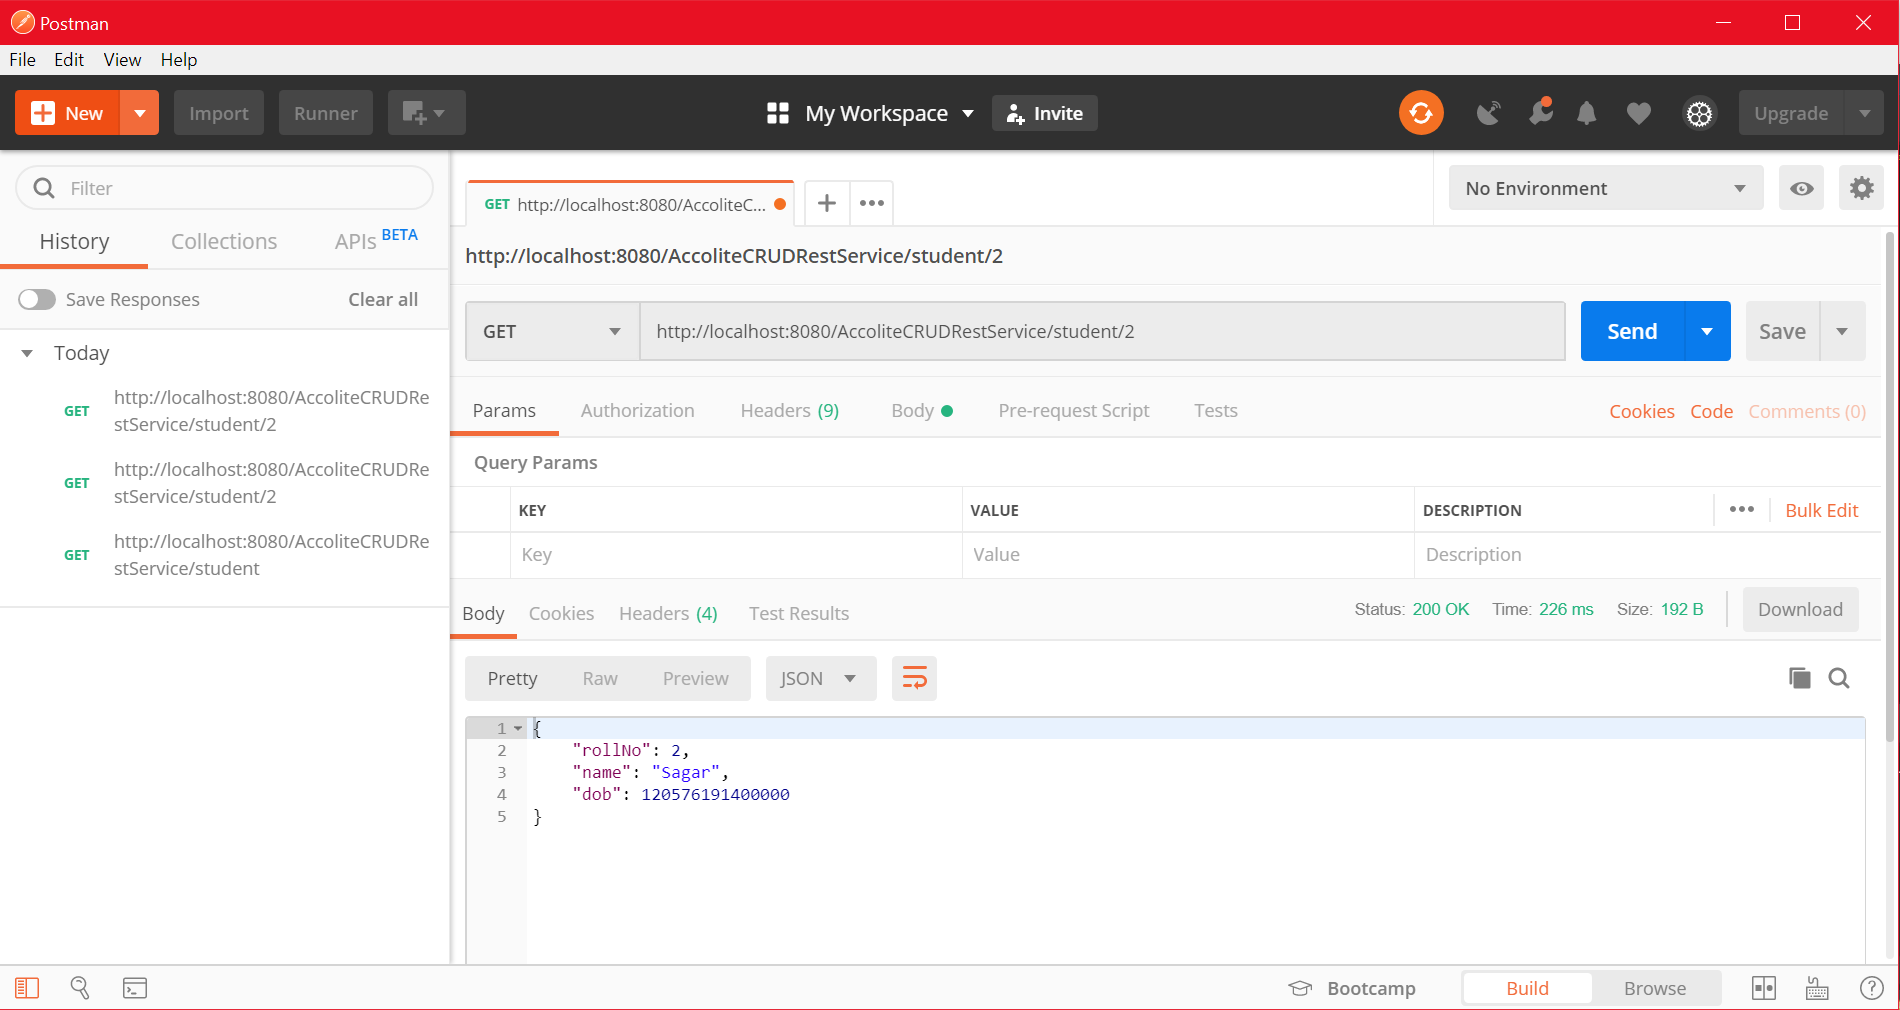 Postman
File Edit View Help
New Import Runner My Workspace Invite Upgrade
Filter
History Collections APIs BETA
Save Responses Clear all
Today
GET http://localhost:8080/AccoliteCRUDRe
stService/student/2
GET http://localhost:8080/AccoliteCRUDRe
stService/student/2
GET http://localhost:8080/AccoliteCRUDRe
stService/student
GET http://localhost:8080/AccoliteC...
No Environment
http://localhost:8080/AccoliteCRUDRestService/student/2
GET http://localhost:8080/AccoliteCRUDRestService/student/2 Send Save
Params Authorization Headers (9) Body Pre-request Script Tests Cookies Code Comments (0)
Query Params
KEY VALUE DESCRIPTION Bulk Edit
Key Value Description
Body Cookies Headers (4) Test Results Status: 200 OK Time: 226 ms Size: 192 B Download
Pretty Raw Preview JSON
1 {
2 "rollNo": 2,
3 "name": "Sagar",
4 "dob": 120576191400000
5 }
Bootcamp Build Browse